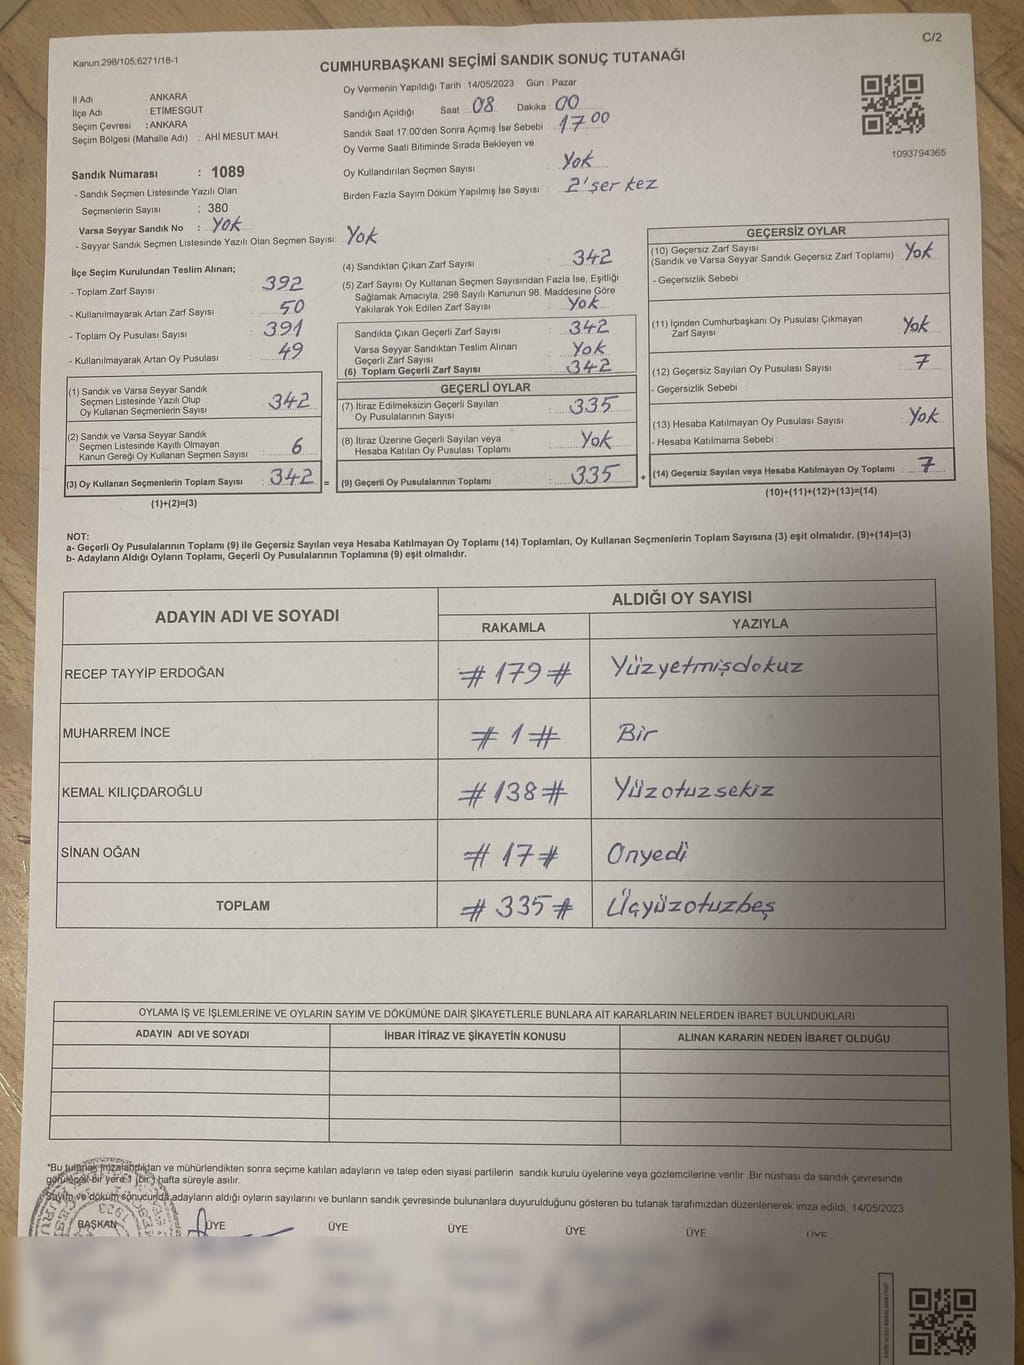 C/2
Kanun:298/105;6271/18-1
CUMHURBAŞKANI SEÇİMİ SANDIK SONUÇ TUTANAĞI
İl Adı : ANKARA
İlçe Adı : ETİMESGUT
Seçim Çevresi : ANKARA
Seçim Bölgesi (Mahalle Adı) : AHİ MESUT MAH.
Oy Vermenin Yapıldığı Tarih : 14/05/2023 Gün : Pazar
Sandığın Açıldığı Saat : 08 Dakika : 00
Sandık Saat 17.00'den Sonra Açımış İse Sebebi : 17 00
Oy Verme Saati Bitiminde Sırada Bekleyen ve
Oy Kullandırılan Seçmen Sayısı : Yok
Birden Fazla Sayım Döküm Yapılmış İse Sayısı : 2'şer kez
1093794365
Sandık Numarası : 1089
- Sandık Seçmen Listesinde Yazılı Olan
Seçmenlerin Sayısı : 380
Varsa Seyyar Sandık No : Yok
- Seyyar Sandık Seçmen Listesinde Yazılı Olan Seçmen Sayısı: Yok
İlçe Seçim Kurulundan Teslim Alınan;
- Toplam Zarf Sayısı : 392
- Kullanılmayarak Artan Zarf Sayısı : 50
- Toplam Oy Pusulası Sayısı : 391
- Kullanılmayarak Artan Oy Pusulası : 49
(1) Sandık ve Varsa Seyyar Sandık
Seçmen Listesinde Yazılı Olup
Oy Kullanan Seçmenlerin Sayısı : 342
(2) Sandık ve Varsa Seyyar Sandık
Seçmen Listesinde Kayıtlı Olmayan
Kanun Gereği Oy Kullanan Seçmen Sayısı : 6
(3) Oy Kullanan Seçmenlerin Toplam Sayısı : 342 =
(1)+(2)=(3)
(4) Sandıktan Çıkan Zarf Sayısı : 342
(5) Zarf Sayısı Oy Kullanan Seçmen Sayısından Fazla İse, Eşitliği
Sağlamak Amacıyla, 298 Sayılı Kanunun 98. Maddesine Göre
Yakılarak Yok Edilen Zarf Sayısı : Yok
Sandıkta Çıkan Geçerli Zarf Sayısı : 342
Varsa Seyyar Sandıktan Teslim Alınan
Geçerli Zarf Sayısı : Yok
(6) Toplam Geçerli Zarf Sayısı : 342
GEÇERLİ OYLAR
(7) İtiraz Edilmeksizin Geçerli Sayılan
Oy Pusulalarının Sayısı : 335
(8) İtiraz Üzerine Geçerli Sayılan veya
Hesaba Katılan Oy Pusulası Toplamı : Yok
(9) Geçerli Oy Pusulalarının Toplamı : 335 +
GEÇERSİZ OYLAR
(10) Geçersiz Zarf Sayısı
(Sandık ve Varsa Seyyar Sandık Geçersiz Zarf Toplamı) : Yok
- Geçersizlik Sebebi :
(11) İçinden Cumhurbaşkanı Oy Pusulası Çıkmayan
Zarf Sayısı : Yok
(12) Geçersiz Sayılan Oy Pusulası Sayısı : 7
- Geçersizlik Sebebi :
(13) Hesaba Katılmayan Oy Pusulası Sayısı : Yok
- Hesaba Katılmama Sebebi :
(14) Geçersiz Sayılan veya Hesaba Katılmayan Oy Toplamı : 7
(10)+(11)+(12)+(13)=(14)
NOT:
a- Geçerli Oy Pusulalarının Toplamı (9) ile Geçersiz Sayılan veya Hesaba Katılmayan Oy Toplamı (14) Toplamları, Oy Kullanan Seçmenlerin Toplam Sayısına (3) eşit olmalıdır. (9)+(14)=(3)
b- Adayların Aldığı Oyların Toplamı, Geçerli Oy Pusulalarının Toplamına (9) eşit olmalıdır.
ADAYIN ADI VE SOYADI
ALDIĞI OY SAYISI
RAKAMLA YAZIYLA
RECEP TAYYİP ERDOĞAN # 179 # Yüzyetmişdokuz
MUHARREM İNCE # 1 # Bir
KEMAL KILIÇDAROĞLU # 138 # Yüzotuzsekiz
SİNAN OĞAN # 17 # Onyedi
TOPLAM # 335 # Üçyüzotuzbeş
OYLAMA İŞ VE İŞLEMLERİNE VE OYLARIN SAYIM VE DÖKÜMÜNE DAİR ŞİKAYETLERLE BUNLARA AİT KARARLARIN NELERDEN İBARET BULUNDUKLARI
ADAYIN ADI VE SOYADI İHBAR İTİRAZ VE ŞİKAYETİN KONUSU ALINAN KARARIN NEDEN İBARET OLDUĞU
*Bu tutanak imzalandıktan ve mühürlendikten sonra seçime katılan adayların ve talep eden siyasi partilerin sandık kurulu üyelerine veya gözlemcilerine verilir. Bir nüshası da sandık çevresinde
görülecek bir yere 1 (bir) hafta süreyle asılır.
Sayım ve döküm sonucunda adayların aldığı oyların sayılarını ve bunların sandık çevresinde bulunanlara duyurulduğunu gösteren bu tutanak tarafımızdan düzenlenerek imza edildi. 14/05/2023
BAŞKAN ÜYE ÜYE ÜYE ÜYE ÜYE ÜYE
1923